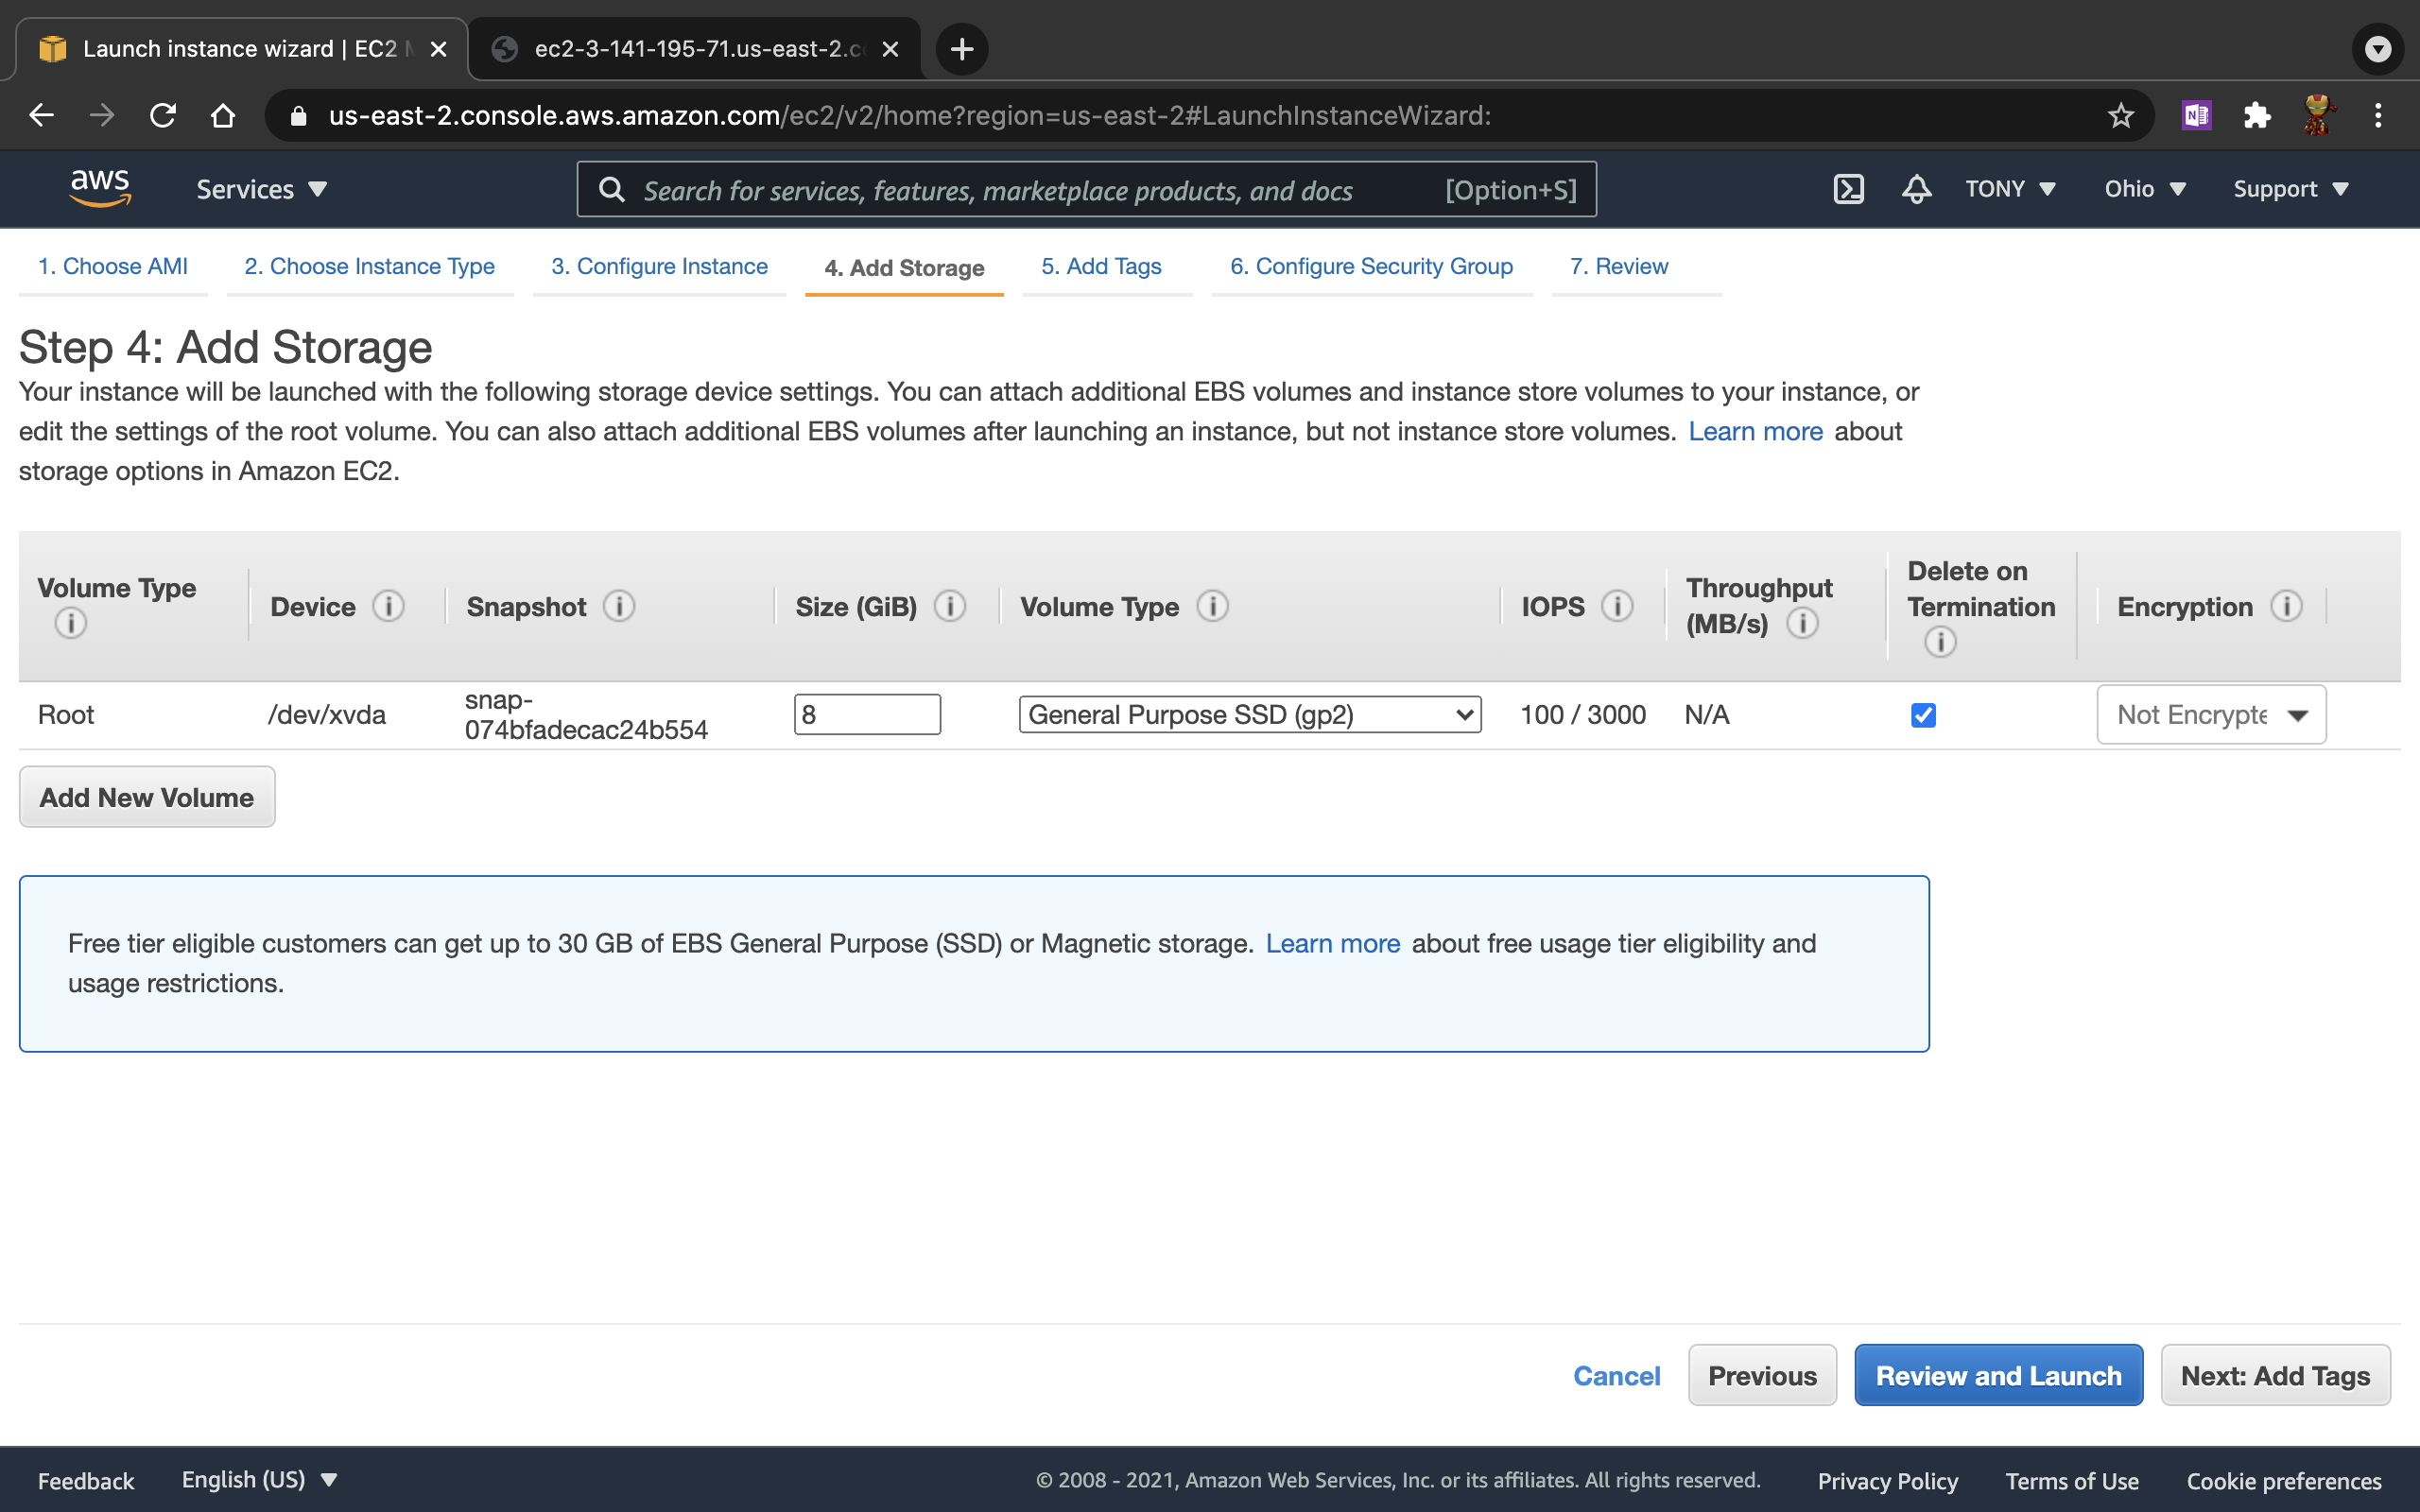 Launch instance wizard | EC2
ec2-3-141-195-71.us-east-2.c
us-east-2.console.aws.amazon.com/ec2/v2/home?region=us-east-2#LaunchInstanceWizard:
aws
Services
Search for services, features, marketplace products, and docs
[Option+S]
TONY
Ohio
Support
1. Choose AMI
2. Choose Instance Type
3. Configure Instance
4. Add Storage
5. Add Tags
6. Configure Security Group
7. Review
Step 4: Add Storage
Your instance will be launched with the following storage device settings. You can attach additional EBS volumes and instance store volumes to your instance, or
edit the settings of the root volume. You can also attach additional EBS volumes after launching an instance, but not instance store volumes. Learn more about
storage options in Amazon EC2.
Volume Type
Device
Snapshot
Size (GiB)
Volume Type
IOPS
Throughput
(MB/s)
Delete on
Termination
Encryption
Root
/dev/xvda
snap-
074bfadecac24b554
8
General Purpose SSD (gp2)
100 / 3000
N/A
Not Encrypte
Add New Volume
Free tier eligible customers can get up to 30 GB of EBS General Purpose (SSD) or Magnetic storage. Learn more about free usage tier eligibility and
usage restrictions.
Cancel
Previous
Review and Launch
Next: Add Tags
Feedback
English (US)
© 2008 - 2021, Amazon Web Services, Inc. or its affiliates. All rights reserved.
Privacy Policy
Terms of Use
Cookie preferences